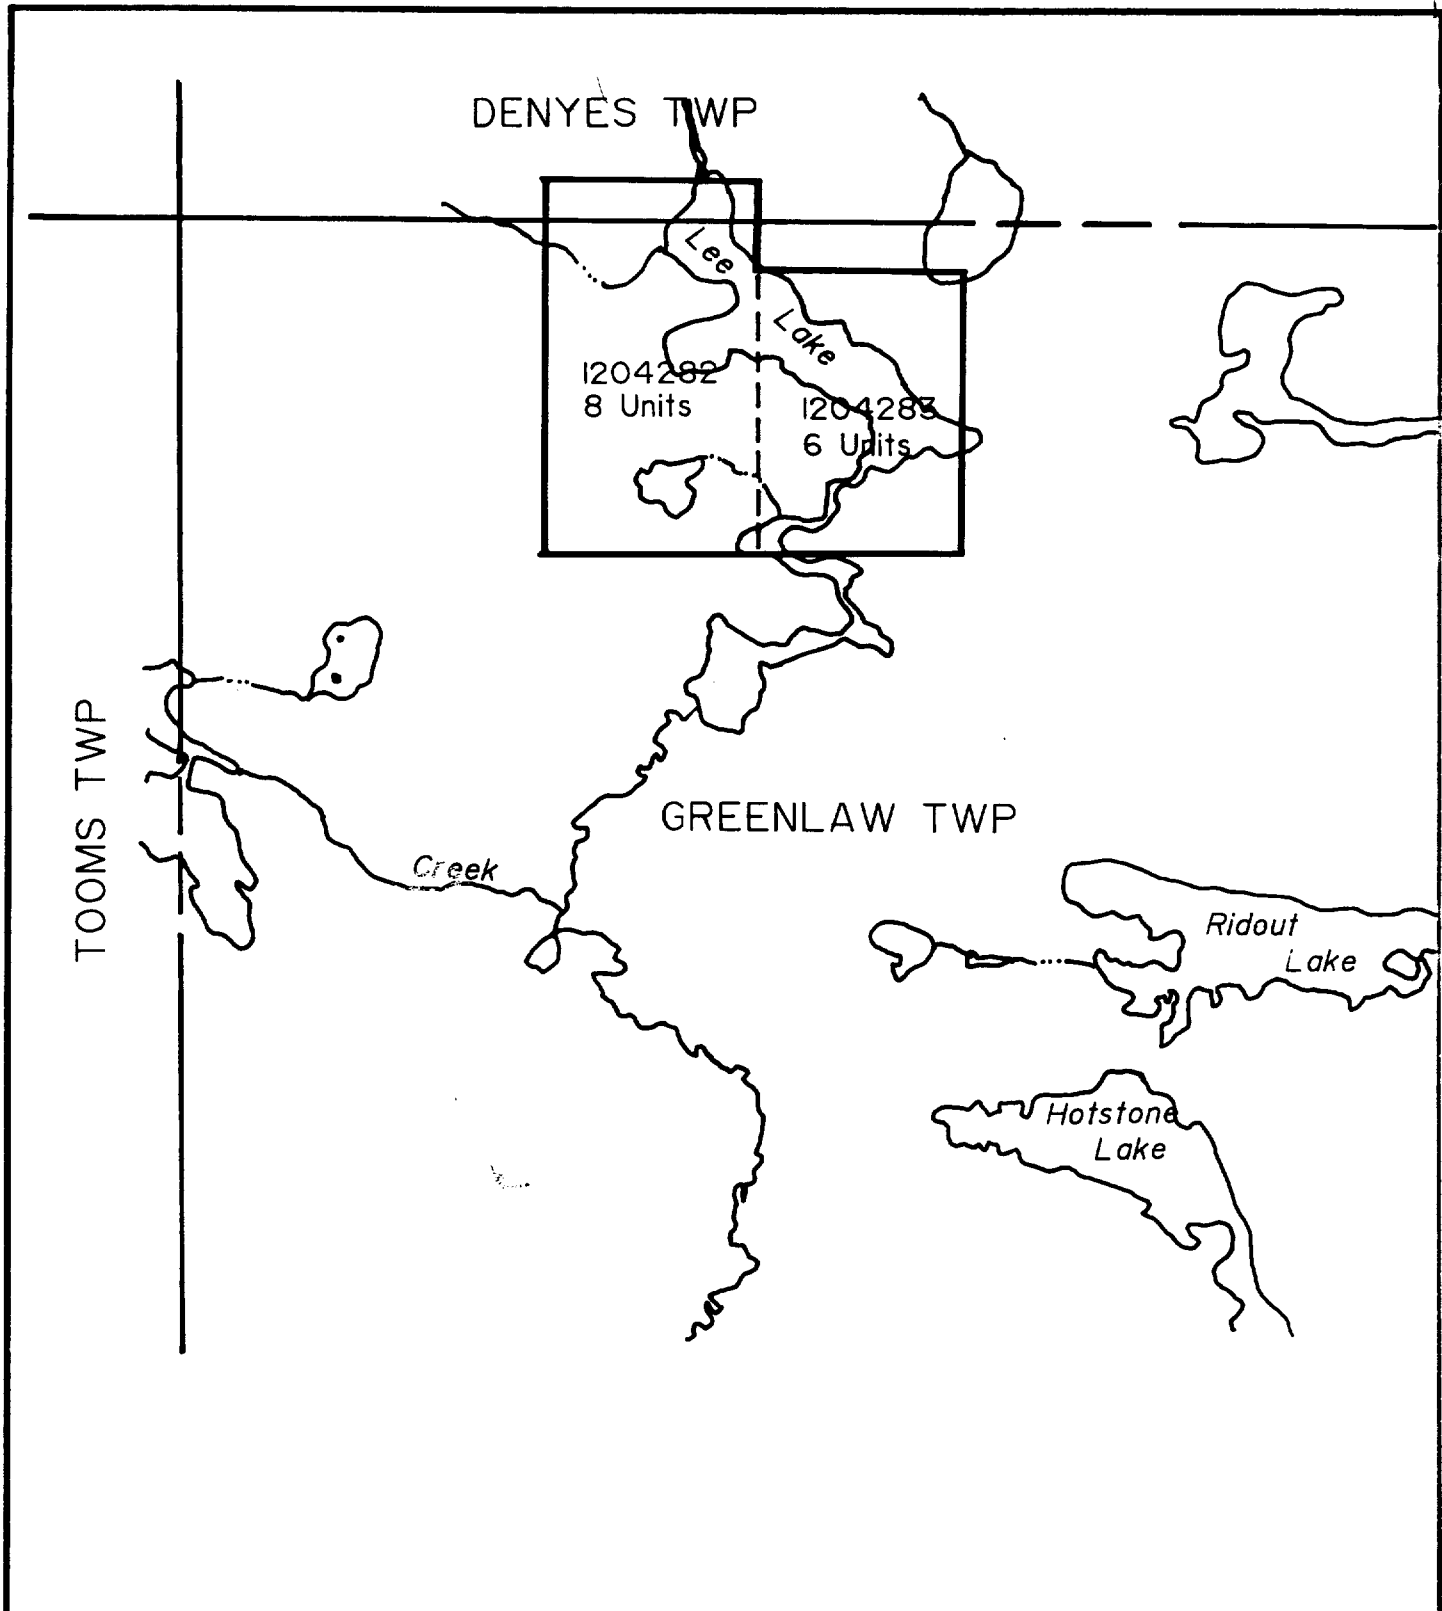 DENYES TWP
Lee
Lake
1204282
8 Units
1204283
6 Units
TOOMS TWP
GREENLAW TWP
Creek
Ridout
Lake
Hotstone
Lake